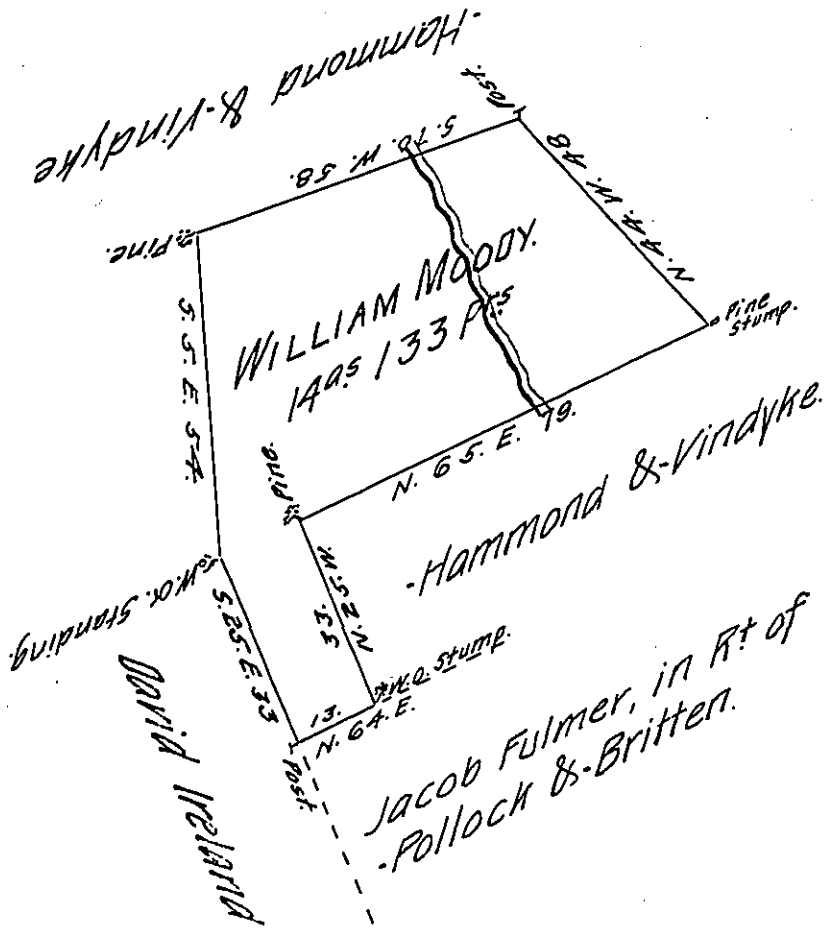 -Hammond & Vindyke
Post.
S. 70. W. 58.
Pine.
N. 44. W. 48
Pine
stump.
WILLIAM MOODY.
14as 133 Prs
S. 5. E. 54.
N. 65. E. 79.
Pine.
-Hammond & Vindyke.
N. 25. W.
33
W.O. Standing.
S. 25. E. 33
W.O. Stump.
13.
N. 64. E.
Post.
David Ireland
Jacob Fulmer, in Rt of
-Pollock & Britten.